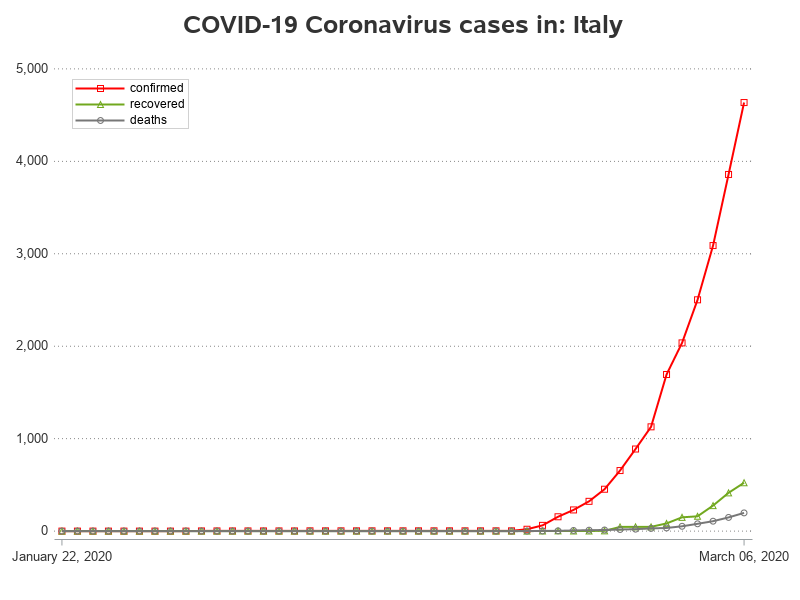 COVID-19 Coronavirus cases in: Italy
5,000
confirmed
recovered
deaths
4,000
3,000
2,000
1,000
0
January 22, 2020
March 06, 2020